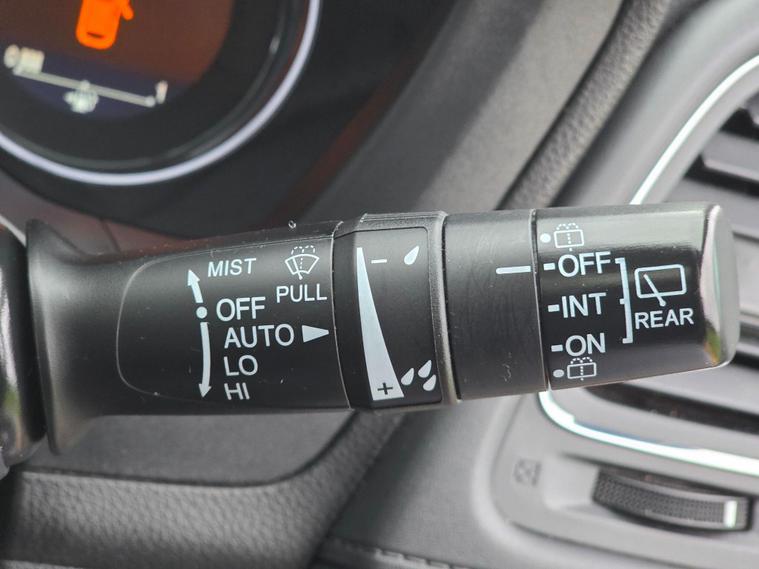 MIST
OFF
AUTO
LO
HI
PULL
−
+
-OFF
-INT
-ON
REAR